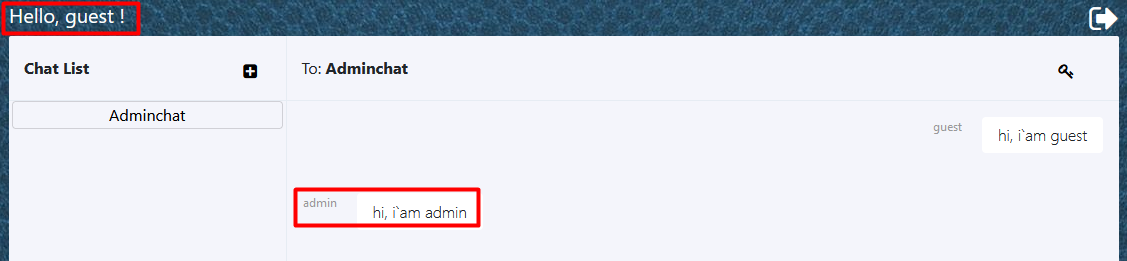 Hello, guest !
Chat List
To: Adminchat
Adminchat
guest
hi, i`am guest
admin
hi, i`am admin